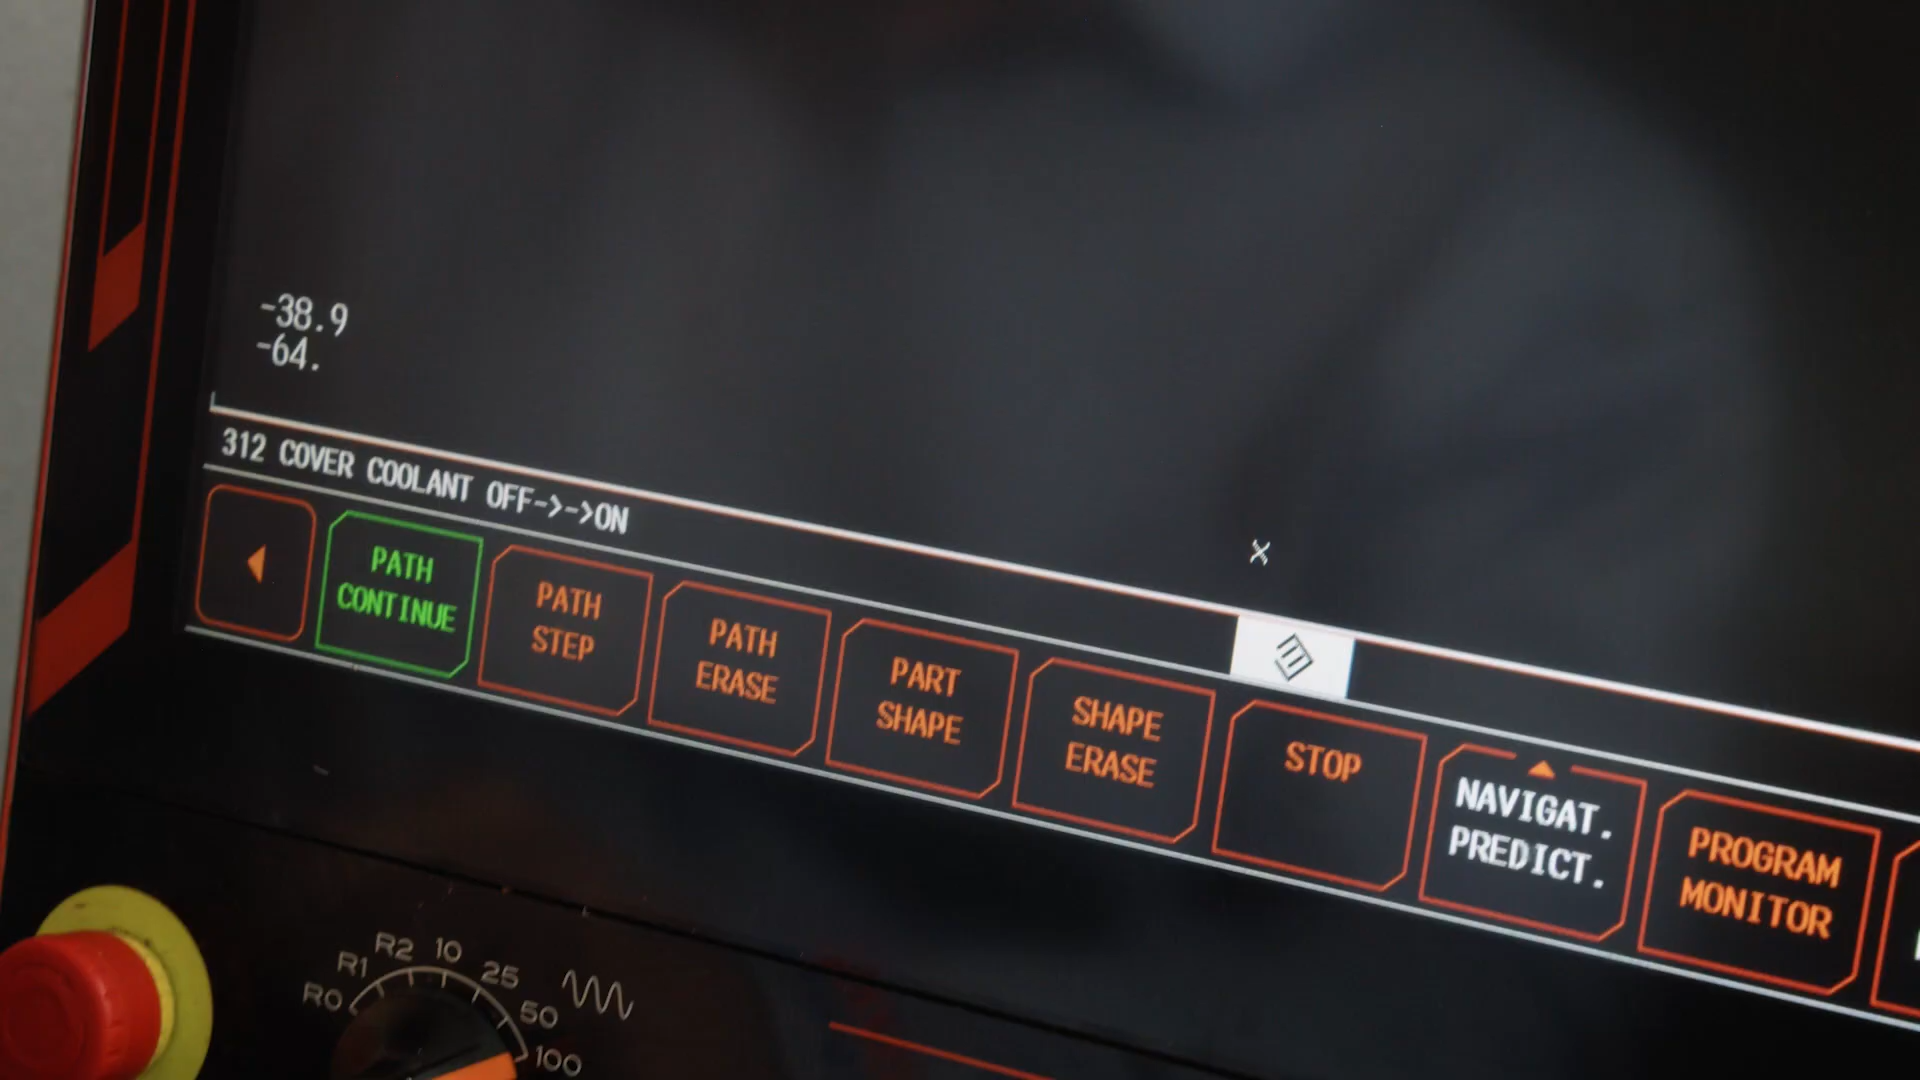 -38.9
-64.
312 COVER COOLANT OFF->->ON
x
PATH
CONTINUE
PATH
STEP
PATH
ERASE
PART
SHAPE
SHAPE
ERASE
STOP
NAVIGAT.
PREDICT.
PROGRAM
MONITOR
R0 R1 R2 10 25 50 100